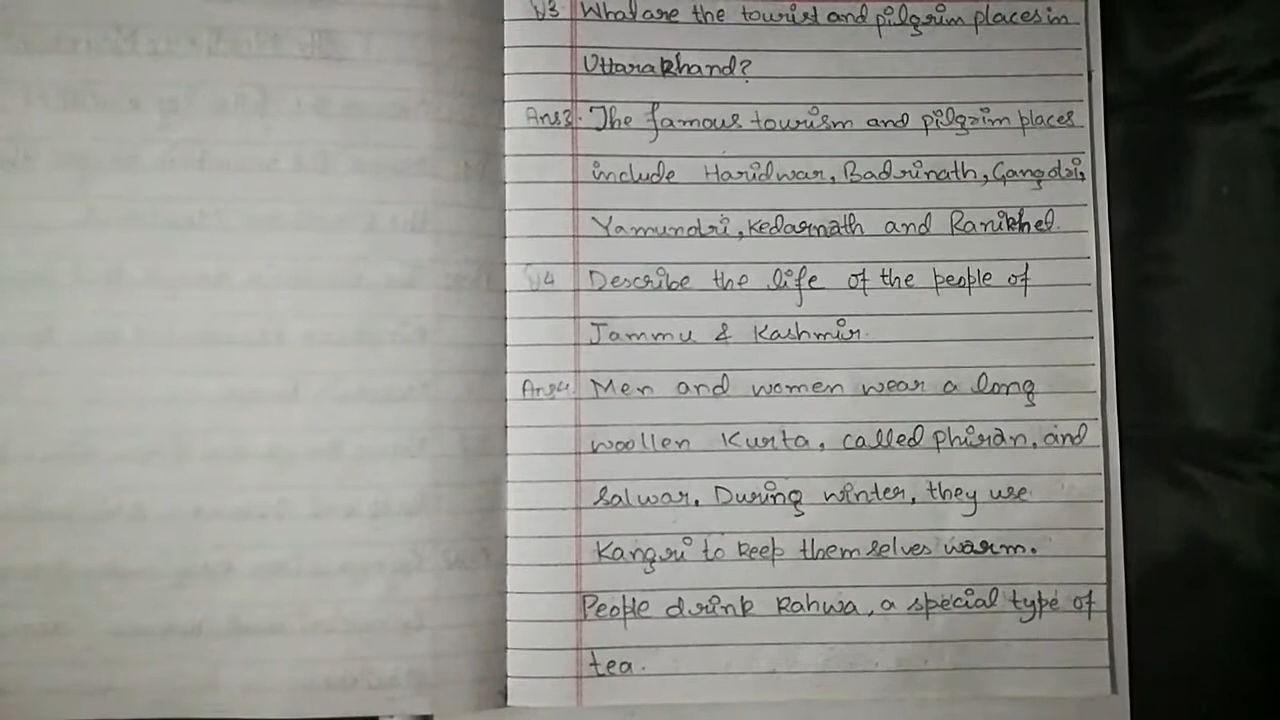 Q3 What are the tourist and pilgrim places in
Uttarakhand?
Ans3. The famous tourism and pilgrim places
include Haridwar, Badrinath, Gangotri,
Yamundri, Kedarnath and Ranikhet.
Q4 Describe the life of the people of
Jammu & Kashmir.
Ans4. Men and women wear a long
woollen Kurta, called phiran, and
salwar. During winter, they use
Kangri to keep themselves warm.
People drink Kahwa, a special type of
tea.